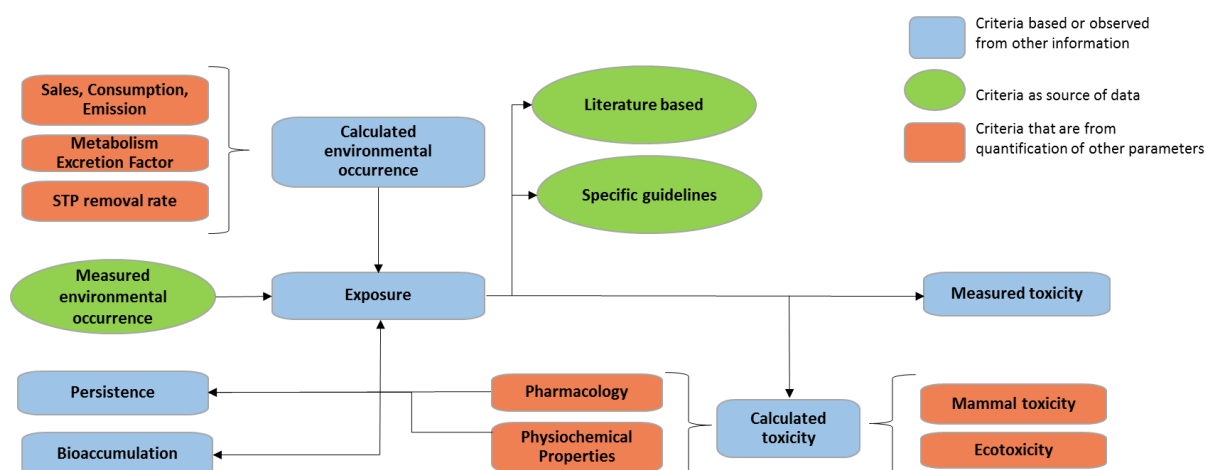 Criteria based or observed
from other information
Criteria as source of data
Criteria that are from
quantification of other parameters
Sales, Consumption,
Emission
Metabolism
Excretion Factor
STP removal rate
Calculated
environmental
occurrence
Literature based
Specific guidelines
Measured
environmental
occurrence
Exposure
Measured toxicity
Persistence
Bioaccumulation
Pharmacology
Physiochemical
Properties
Calculated
toxicity
Mammal toxicity
Ecotoxicity